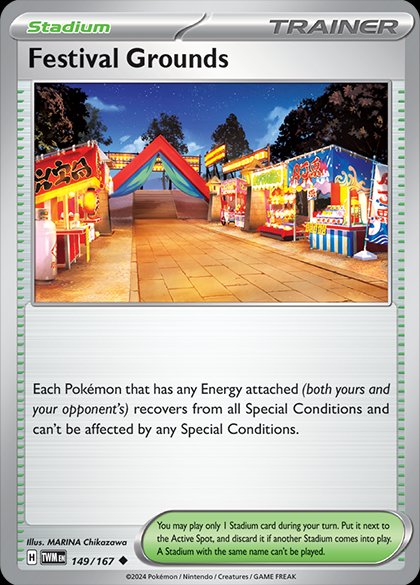 Stadium
TRAINER
Festival Grounds
Each Pokémon that has any Energy attached (both yours and
your opponent's) recovers from all Special Conditions and
can't be affected by any Special Conditions.
Illus. MARINA Chikazawa
H TWM EN 149/167
You may play only 1 Stadium card during your turn. Put it next to
the Active Spot, and discard it if another Stadium comes into play.
A Stadium with the same name can't be played.
©2024 Pokémon / Nintendo / Creatures / GAME FREAK